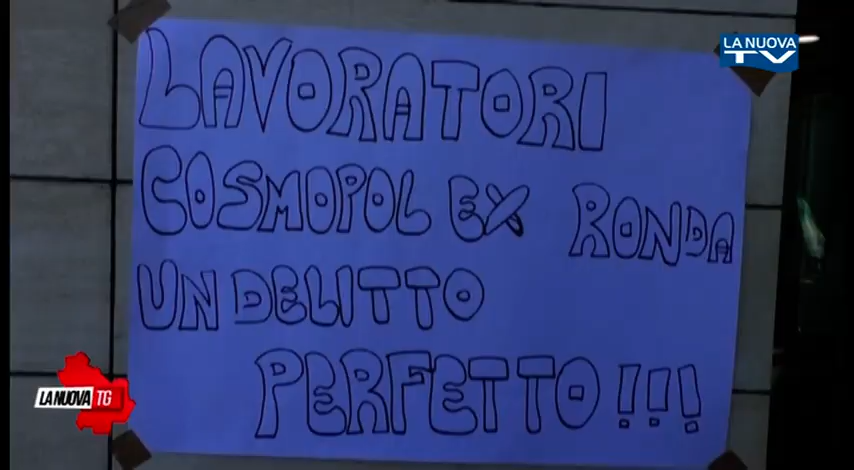 LA NUOVA
TV
LAVORATORI
COSMOPOL EX RONDA
UN DELITTO
PERFETTO!!!
LA NUOVA TG